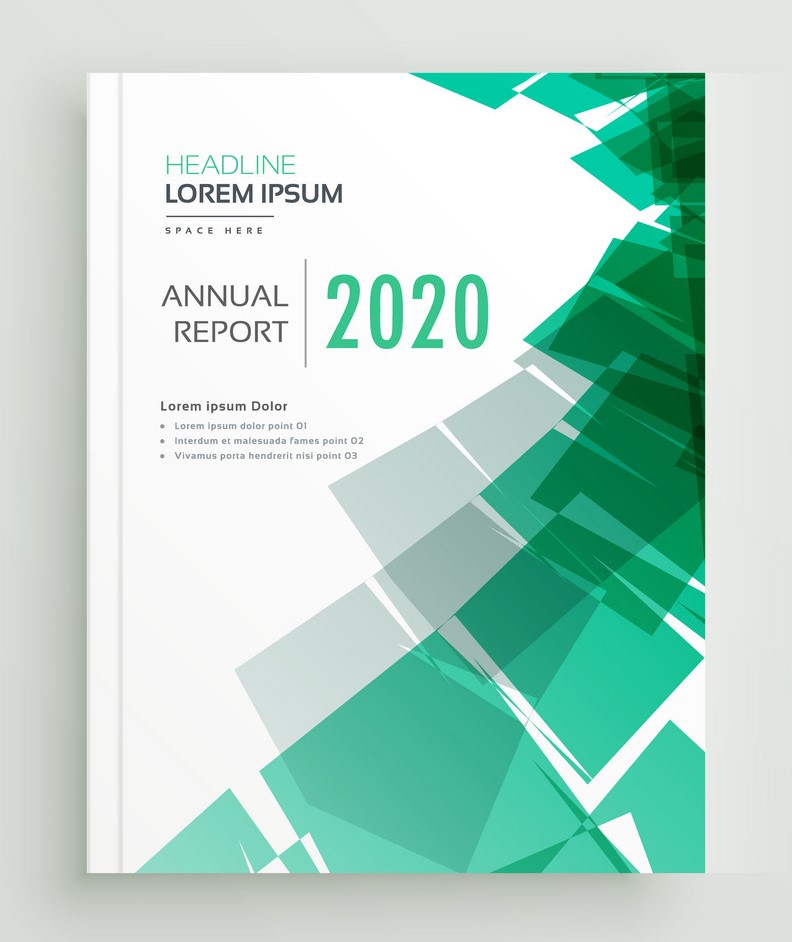 HEADLINE
LOREM IPSUM
SPACE HERE
ANNUAL
REPORT
2020
Lorem ipsum Dolor
Lorem ipsum dolor point 01
Interdum et malesuada fames point 02
Vivamus porta hendrerit nisi point 03